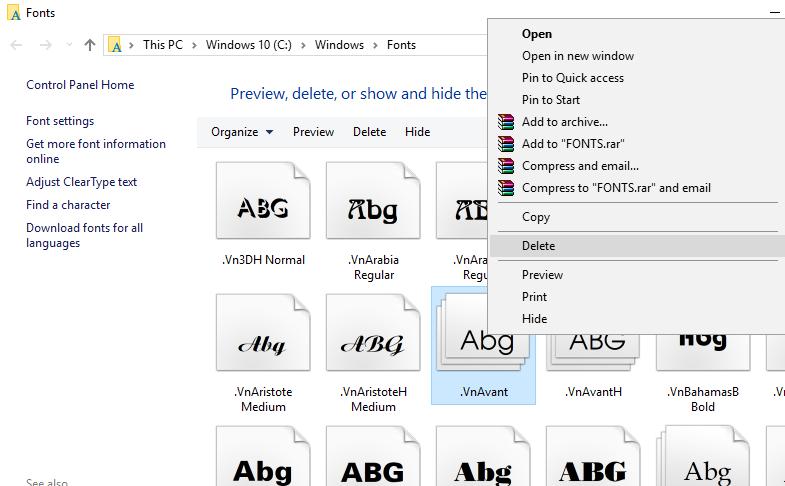 Fonts
This PC > Windows 10 (C:) > Windows > Fonts
Control Panel Home
Font settings
Get more font information
online
Adjust ClearType text
Find a character
Download fonts for all
languages
See also
Preview, delete, or show and hide the
Organize Preview Delete Hide
ABG Abg
.Vn3DH Normal .VnArabia
Regular
Abg ABG Abg ABG
.VnAristote
Medium
.VnAristoteH
Medium
.VnAvant
.VnAvantH
.VnBahamasB
Bold
Abg ABG Abg ABG Abg
Open
Open in new window
Pin to Quick access
Pin to Start
Add to archive...
Add to "FONTS.rar"
Compress and email...
Compress to "FONTS.rar" and email
Copy
Delete
Preview
Print
Hide